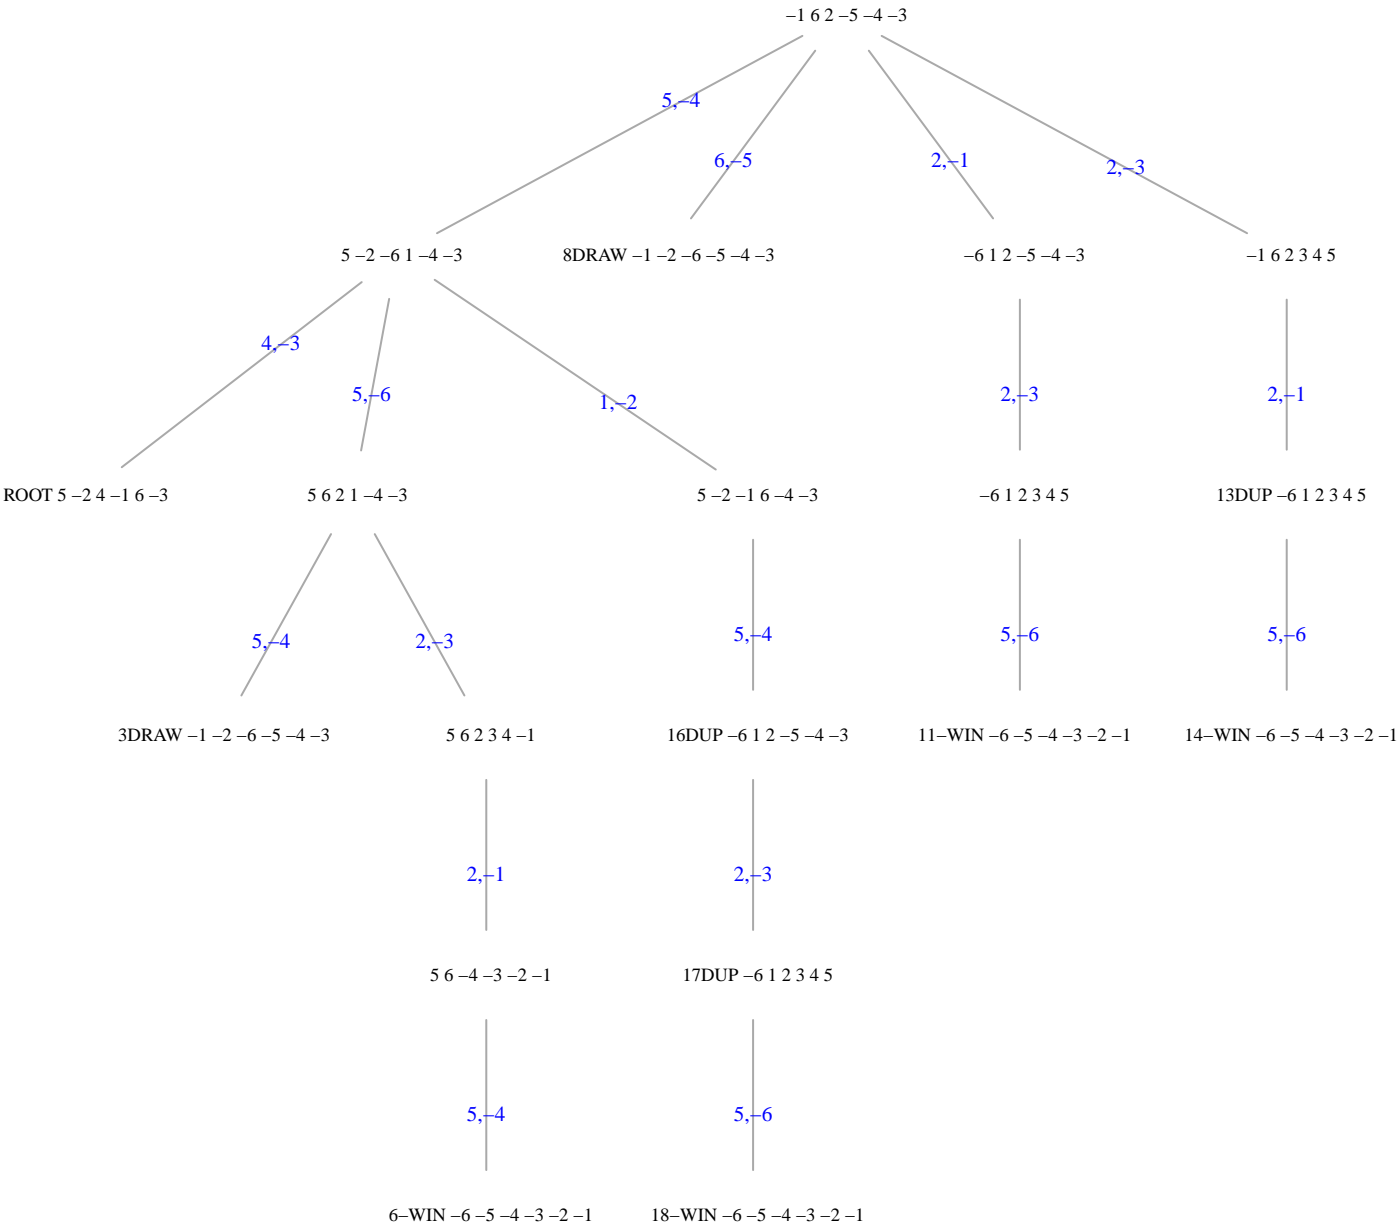 –1 6 2 –5 –4 –3
5,–4
6,–5
2,–1
2,–3
5 –2 –6 1 –4 –3
8DRAW –1 –2 –6 –5 –4 –3
–6 1 2 –5 –4 –3
–1 6 2 3 4 5
4,–3
5,–6
1,–2
2,–3
2,–1
ROOT 5 –2 4 –1 6 –3
5 6 2 1 –4 –3
5 –2 –1 6 –4 –3
–6 1 2 3 4 5
13DUP –6 1 2 3 4 5
5,–4
2,–3
5,–4
5,–6
5,–6
3DRAW –1 –2 –6 –5 –4 –3
5 6 2 3 4 –1
16DUP –6 1 2 –5 –4 –3
11–WIN –6 –5 –4 –3 –2 –1
14–WIN –6 –5 –4 –3 –2 –1
2,–1
2,–3
5 6 –4 –3 –2 –1
17DUP –6 1 2 3 4 5
5,–4
5,–6
6–WIN –6 –5 –4 –3 –2 –1
18–WIN –6 –5 –4 –3 –2 –1